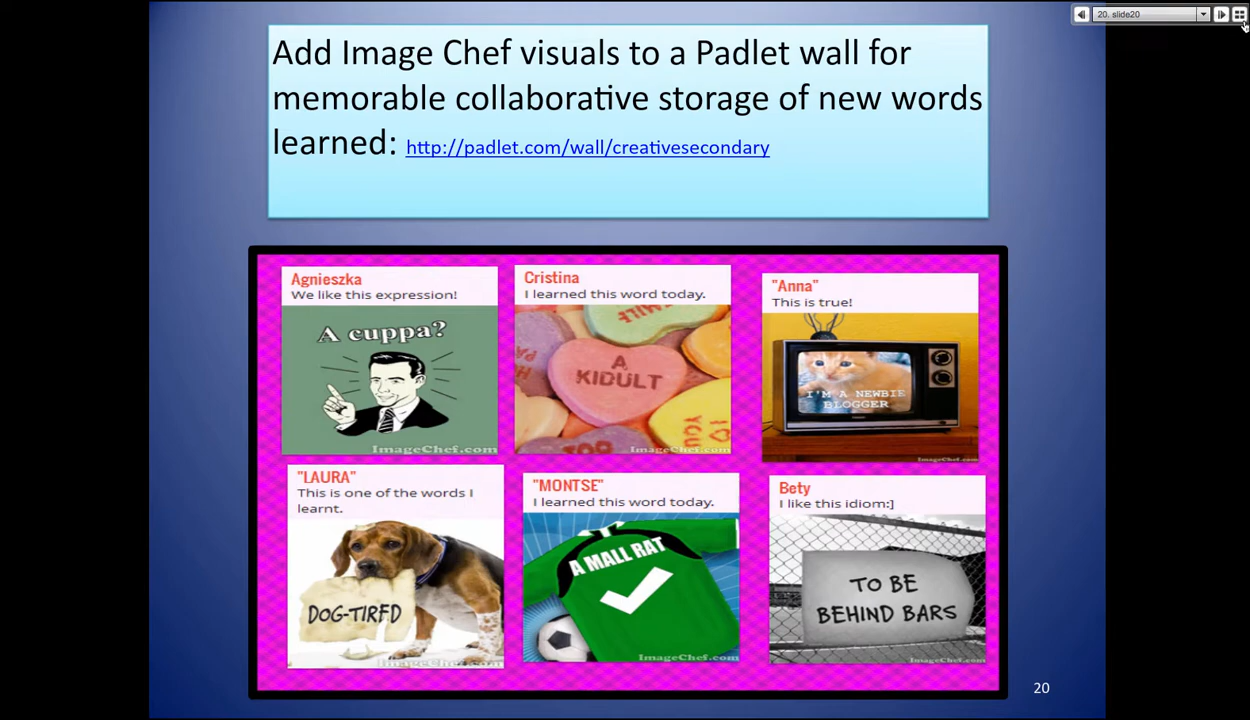 20. slide20
Add Image Chef visuals to a Padlet wall for
memorable collaborative storage of new words
learned: http://padlet.com/wall/creativesecondary
Agnieszka
We like this expression!
A cuppa?
ImageChef.com
Cristina
I learned this word today.
A
KIDULT
YOU
ImageChef.com
"Anna"
This is true!
I'M A NEWBIE
BLOGGER
ImageChef.com
"LAURA"
This is one of the words I
learnt.
DOG-TIRED
ImageChef.com
"MONTSE"
I learned this word today.
A MALL RAT
ImageChef.com
Bety
I like this idiom:]
TO BE
BEHIND BARS
ImageChef.com
20